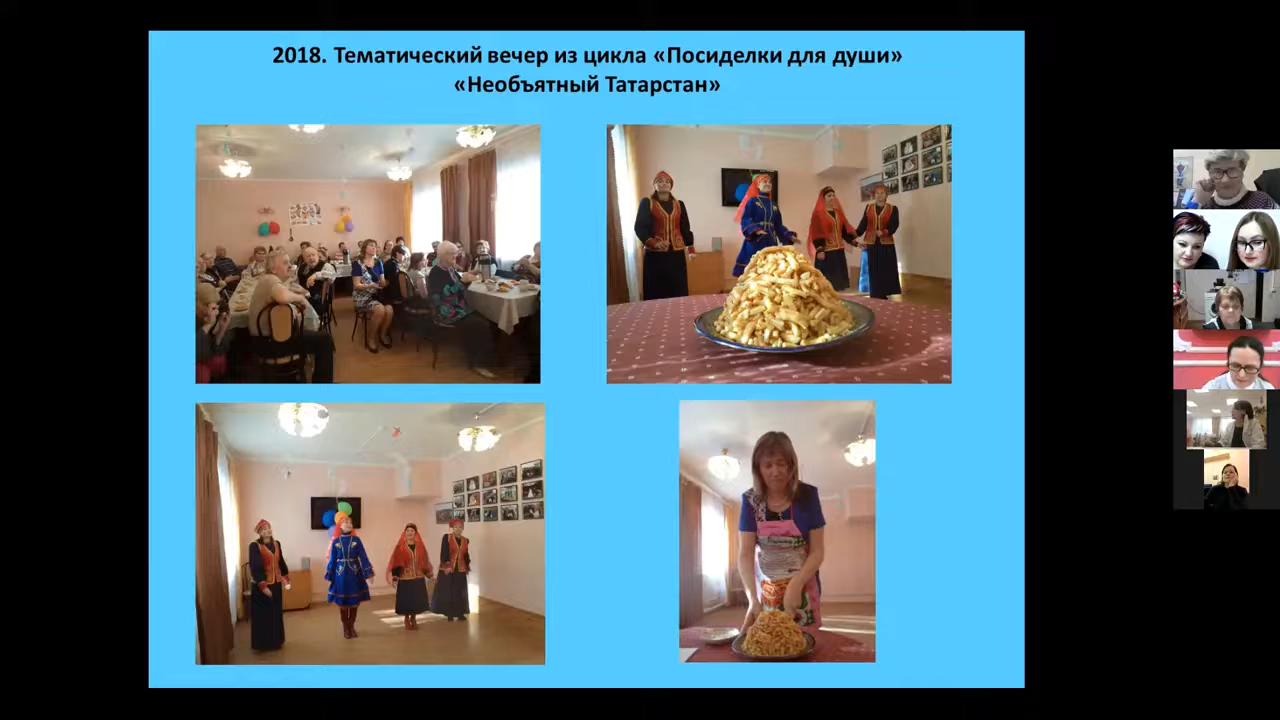 2018. Тематический вечер из цикла «Посиделки для души»
«Необъятный Татарстан»